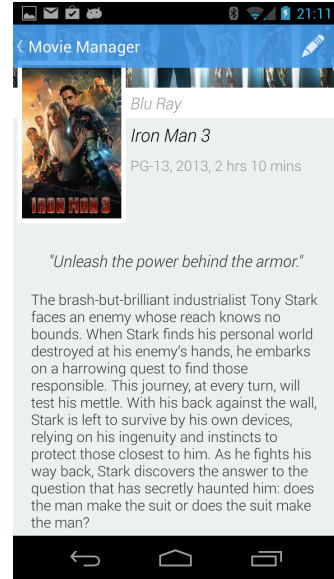 21:11
Movie Manager
Blu Ray
Iron Man 3
PG-13, 2013, 2 hrs 10 mins
IRON MAN 3
"Unleash the power behind the armor."
The brash-but-brilliant industrialist Tony Stark
faces an enemy whose reach knows no
bounds. When Stark finds his personal world
destroyed at his enemy's hands, he embarks
on a harrowing quest to find those
responsible. This journey, at every turn, will
test his mettle. With his back against the wall,
Stark is left to survive by his own devices,
relying on his ingenuity and instincts to
protect those closest to him. As he fights his
way back, Stark discovers the answer to the
question that has secretly haunted him: does
the man make the suit or does the suit make
the man?